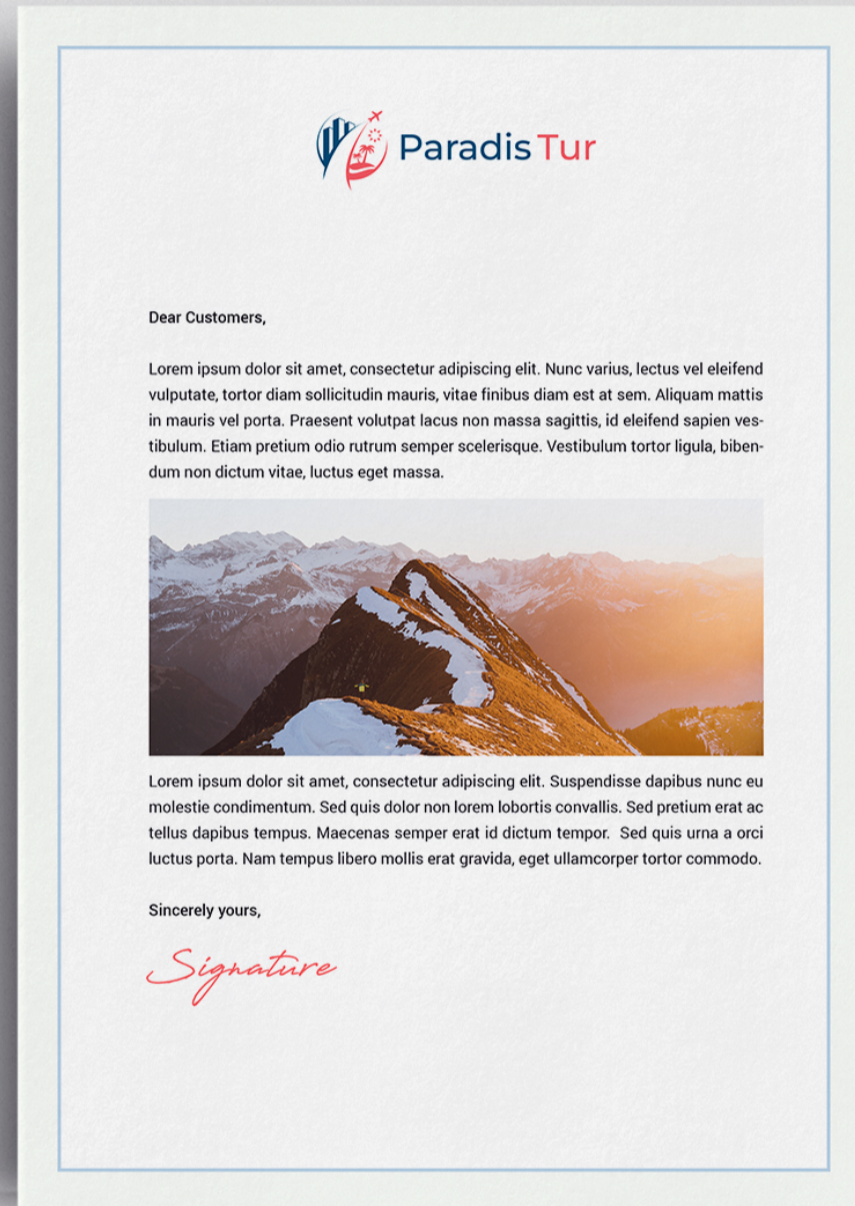 Paradis Tur
Dear Customers,
Lorem ipsum dolor sit amet, consectetur adipiscing elit. Nunc varius, lectus vel eleifend
vulputate, tortor diam sollicitudin mauris, vitae finibus diam est at sem. Aliquam mattis
in mauris vel porta. Praesent volutpat lacus non massa sagittis, id eleifend sapien ves-
tibulum. Etiam pretium odio rutrum semper scelerisque. Vestibulum tortor ligula, biben-
dum non dictum vitae, luctus eget massa.
Lorem ipsum dolor sit amet, consectetur adipiscing elit. Suspendisse dapibus nunc eu
molestie condimentum. Sed quis dolor non lorem lobortis convallis. Sed pretium erat ac
tellus dapibus tempus. Maecenas semper erat id dictum tempor.  Sed quis urna a orci
luctus porta. Nam tempus libero mollis erat gravida, eget ullamcorper tortor commodo.
Sincerely yours,
Signature